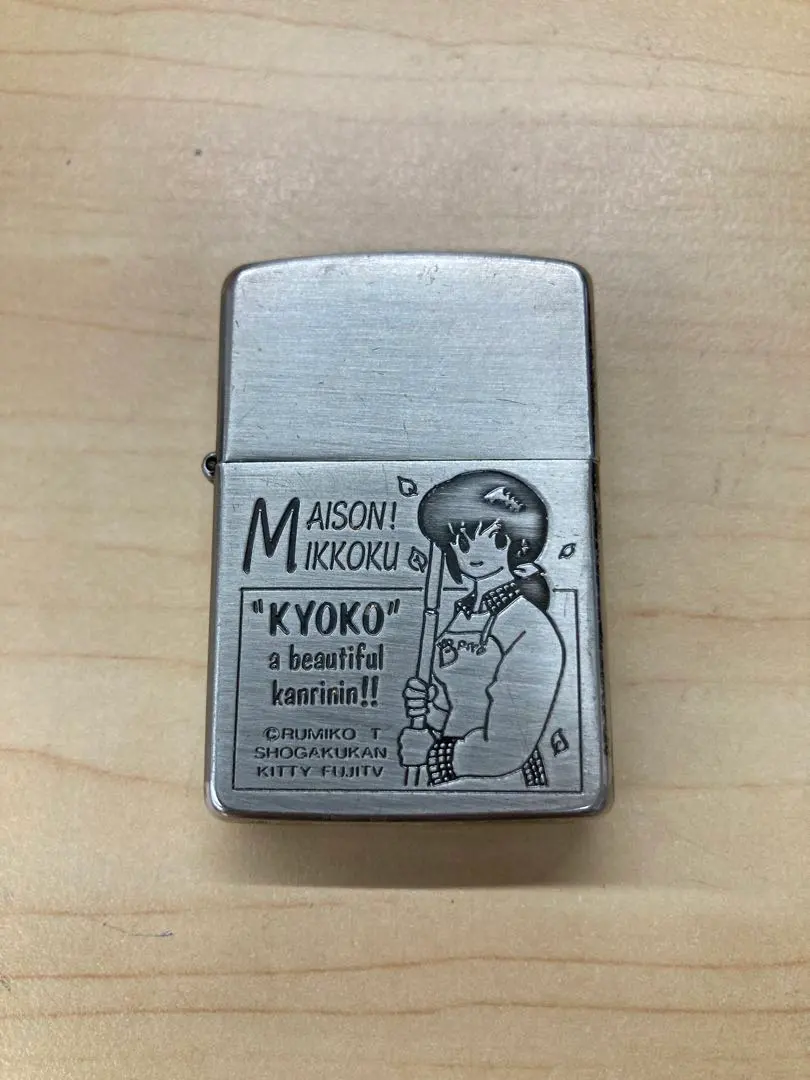 MAISON!
MIKKOKU
"KYOKO"
a beautiful
kanrinin!!
©RUMIKO T
SHOGAKUKAN
KITTY FUJITV